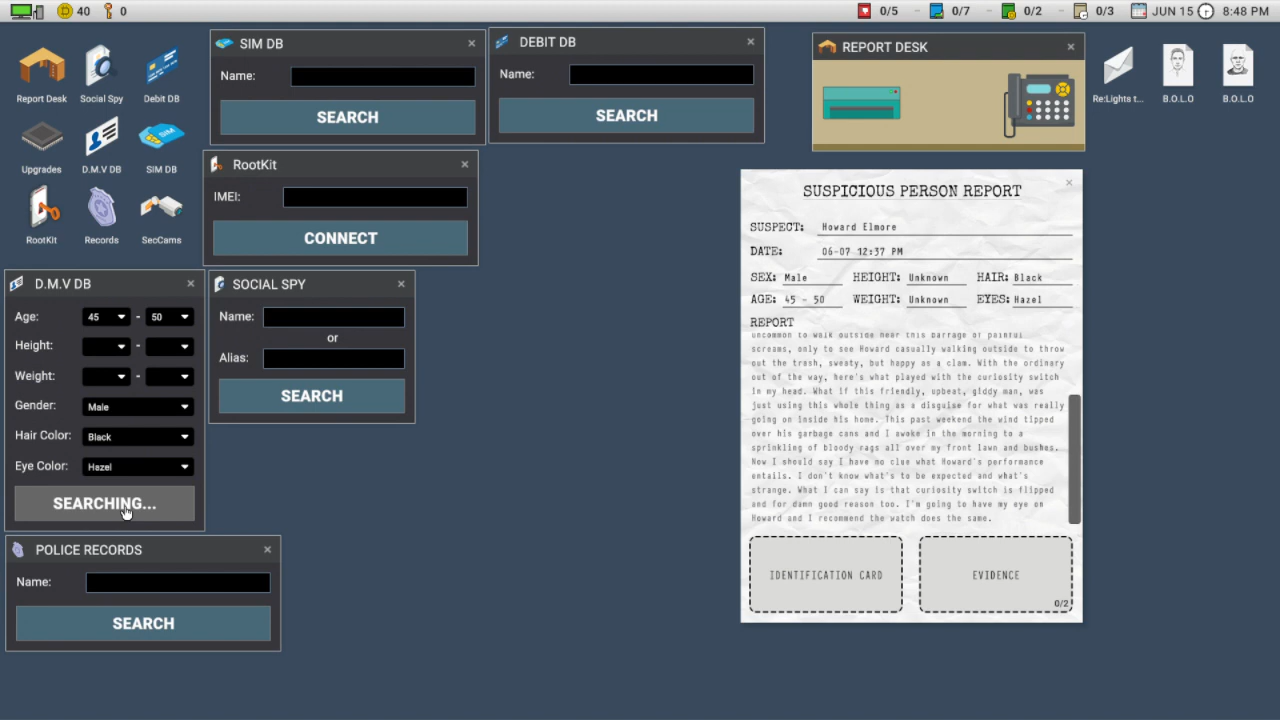 40
0
0/5
0/7
0/2
0/3
JUN 15
8:48 PM
Report Desk
Social Spy
Debit DB
Upgrades
D.M.V DB
SIM DB
RootKit
Records
SecCams
SIM DB
Name:
SEARCH
DEBIT DB
Name:
SEARCH
RootKit
IMEI:
CONNECT
D.M.V DB
Age: 45 - 50
Height: -
Weight: -
Gender: Male
Hair Color: Black
Eye Color: Hazel
SEARCHING...
SOCIAL SPY
Name:
or
Alias:
SEARCH
POLICE RECORDS
Name:
SEARCH
REPORT DESK
Re:Lights t...
B.O.L.O
B.O.L.O
SUSPICIOUS PERSON REPORT
SUSPECT: Howard Elmore
DATE: 06-07 12:37 PM
SEX: Male HEIGHT: Unknown HAIR: Black
AGE: 45 - 50 WEIGHT: Unknown EYES: Hazel
REPORT
uncommon to walk outside hear this barrage of painful
screams, only to see Howard casually walking outside to throw
out the trash, sweaty, but happy as a clam. With the ordinary
out of the way, here's what played with the curiosity switch
in my head. What if this friendly, upbeat, giddy man, was
just using this whole thing as a disguise for what was really
going on inside his home. This past weekend the wind tipped
over his garbage cans and I awoke in the morning to a
sprinkling of bloody rags all over my front lawn and bushes.
Now I should say I have no clue what Howard's performance
entails. I don't know what's to be expected and what's
strange. What I can say is that curiosity switch is flipped
and for damn good reason too. I'm going to have my eye on
Howard and I recommend the watch does the same.
IDENTIFICATION CARD
EVIDENCE
0/2